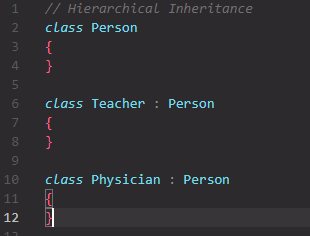 1 // Hierarchical Inheritance
2 class Person
3 {
4 }
5
6 class Teacher : Person
7 {
8 }
9
10 class Physician : Person
11 {
12 }